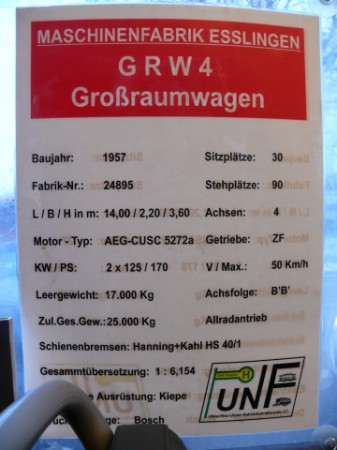 MASCHINENFABRIK ESSLINGEN
G R W 4
Großraumwagen
Baujahr: 1957 Sitzplätze: 30
Fabrik-Nr.: 24895 Stehplätze: 90
L / B / H in m: 14,00 / 2,20 / 3,60 Achsen: 4
Motor - Typ: AEG-CUSC 5272a Getriebe: ZF
KW / PS: 2 x 125 / 170 V / Max.: 50 Km/h
Leergewicht: 17.000 Kg Achsfolge: B'B'
Zul.Ges.Gew.: 25.000 Kg Allradantrieb
Schienenbremsen: Hanning+Kahl HS 40/1
Gesammtübersetzung: 1 : 6,154
Ausrüstung: Kiepe
Bosch
H
FUNF